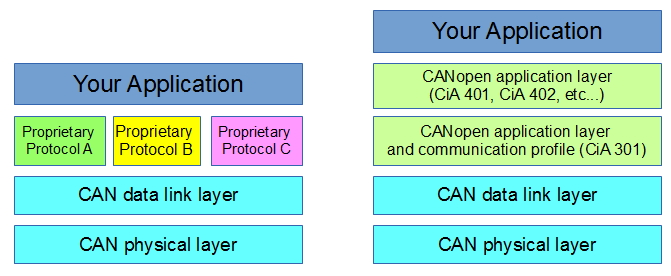 Your Application
Proprietary
Protocol A
Proprietary
Protocol B
Proprietary
Protocol C
CAN data link layer
CAN physical layer
Your Application
CANopen application layer
(CiA 401, CiA 402, etc...)
CANopen application layer
and communication profile (CiA 301)
CAN data link layer
CAN physical layer